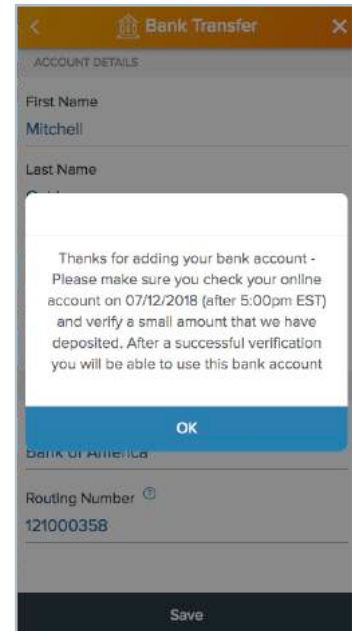 Bank Transfer
ACCOUNT DETAILS
First Name
Mitchell
Last Name
Thanks for adding your bank account -
Please make sure you check your online
account on 07/12/2018 (after 5:00pm EST)
and verify a small amount that we have
deposited. After a successful verification
you will be able to use this bank account
OK
Bank of America
Routing Number
121000358
Save